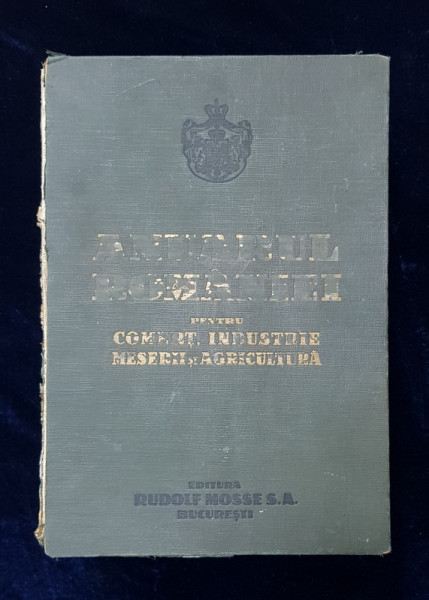 ANUARUL
ROMÂNIEI
PENTRU
COMERȚ, INDUSTRIE
MESERII ȘI AGRICULTURĂ
EDITURA
RUDOLF MOSSE S.A.
BUCUREȘTI